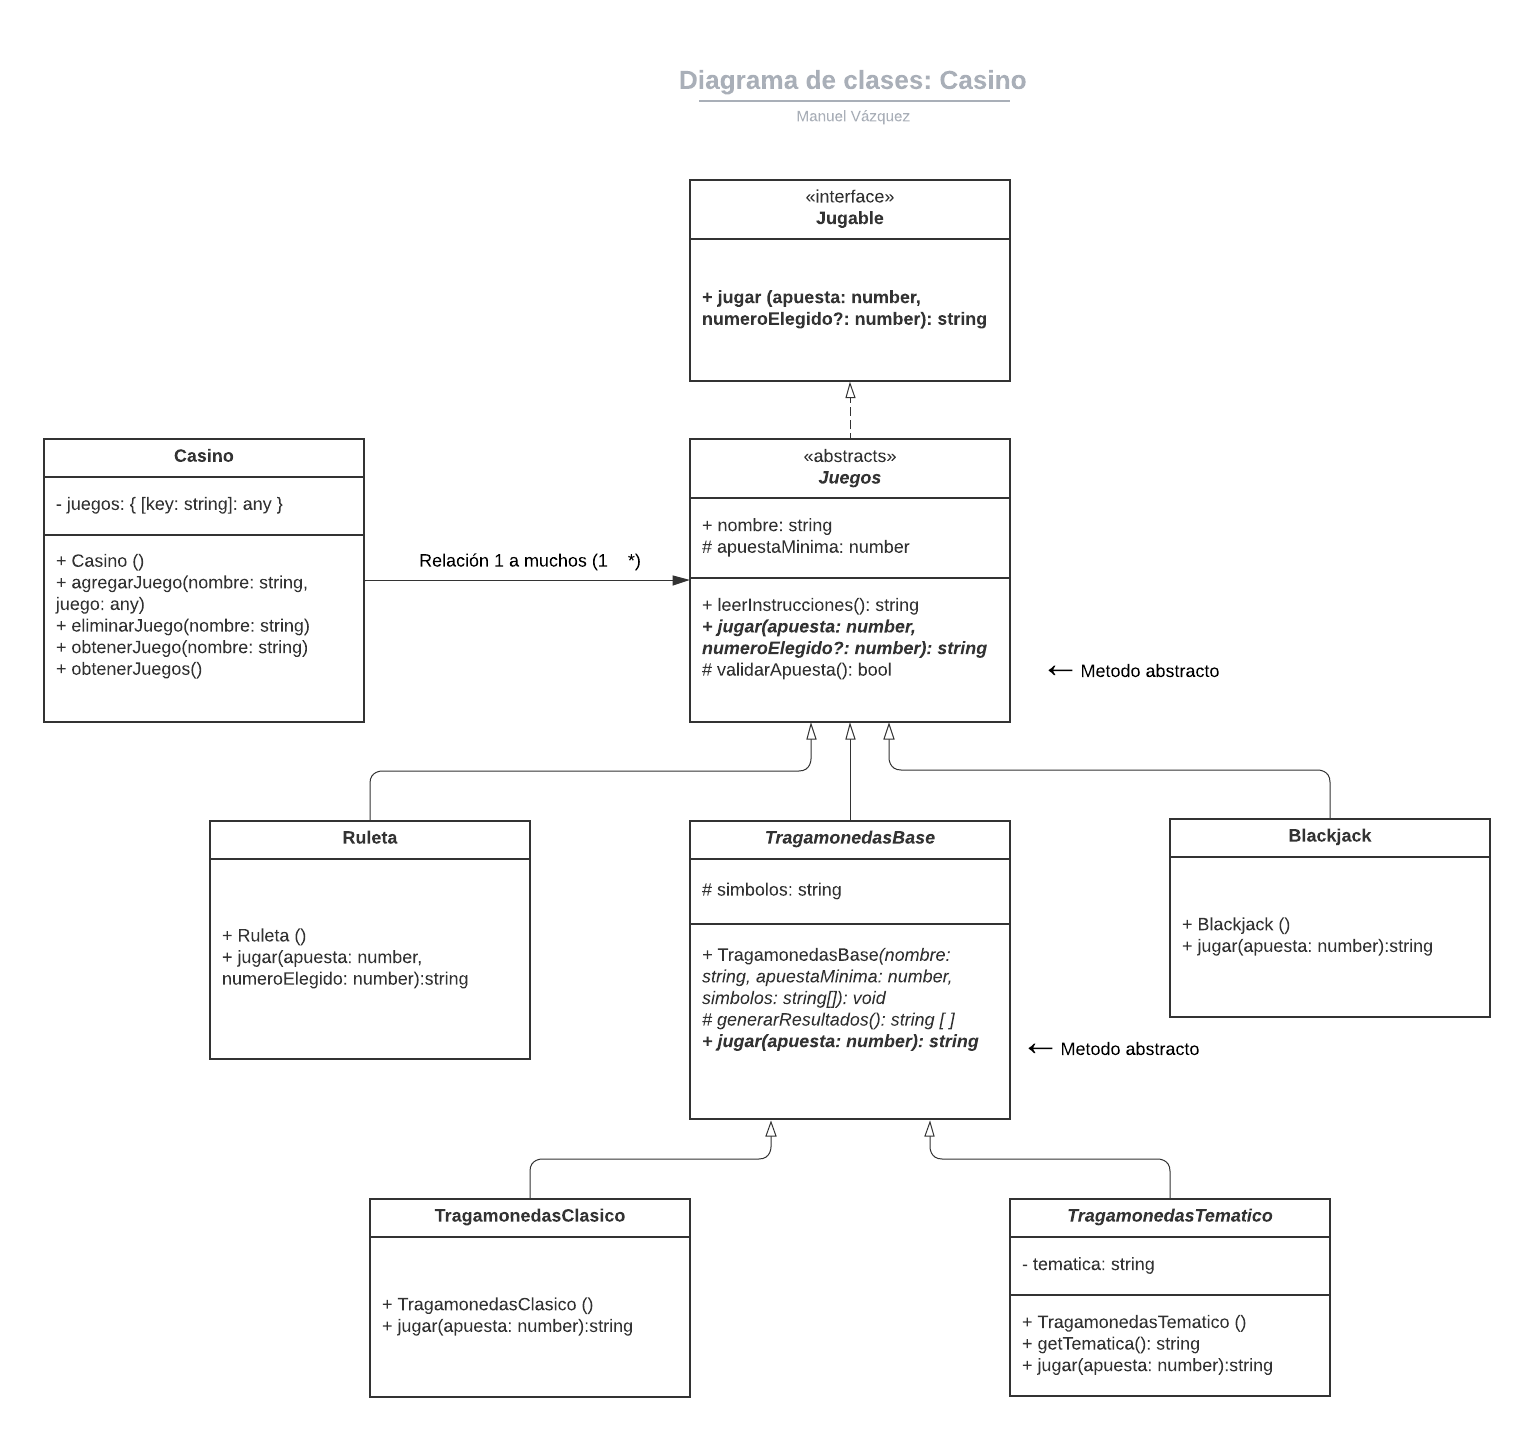 Diagrama de clases: Casino
Manuel Vázquez
«interface»
Jugable
+ jugar (apuesta: number,
numeroElegido?: number): string
Casino
- juegos: { [key: string]: any }
+ Casino ()
+ agregarJuego(nombre: string,
juego: any)
+ eliminarJuego(nombre: string)
+ obtenerJuego(nombre: string)
+ obtenerJuegos()
Relación 1 a muchos (1    *)
«abstracts»
Juegos
+ nombre: string
# apuestaMinima: number
+ leerInstrucciones(): string
+ jugar(apuesta: number,
numeroElegido?: number): string
# validarApuesta(): bool
← Metodo abstracto
Ruleta
+ Ruleta ()
+ jugar(apuesta: number,
numeroElegido: number):string
TragamonedasBase
# simbolos: string
+ TragamonedasBase(nombre:
string, apuestaMinima: number,
simbolos: string[]): void
# generarResultados(): string [ ]
+ jugar(apuesta: number): string
← Metodo abstracto
Blackjack
+ Blackjack ()
+ jugar(apuesta: number):string
TragamonedasClasico
+ TragamonedasClasico ()
+ jugar(apuesta: number):string
TragamonedasTematico
- tematica: string
+ TragamonedasTematico ()
+ getTematica(): string
+ jugar(apuesta: number):string